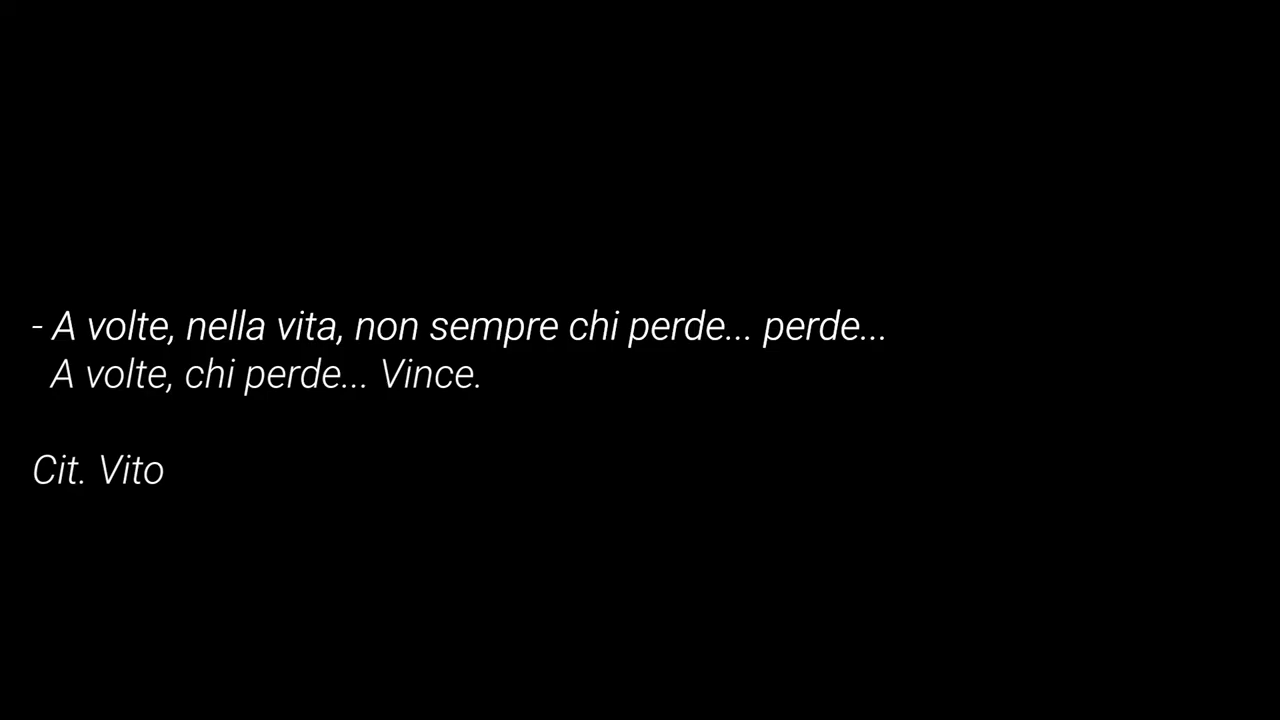 - A volte, nella vita, non sempre chi perde... perde...
A volte, chi perde... Vince.
Cit. Vito